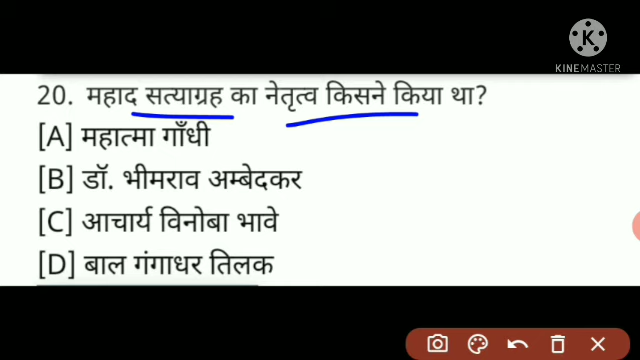 KINEMASTER
20. महाद सत्याग्रह का नेतृत्व किसने किया था?
[A] महात्मा गाँधी
[B] डॉ. भीमराव अम्बेदकर
[C] आचार्य विनोबा भावे
[D] बाल गंगाधर तिलक